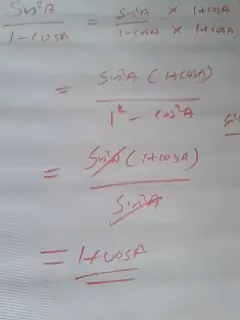 Sin²A / 1 - cosA = Sin²A × 1+cosA / 1-cosA × 1+cosA
= Sin²A (1+cosA) / 1² - cos²A
= Sin²A (1+cosA) / Sin²A
= 1+cosA